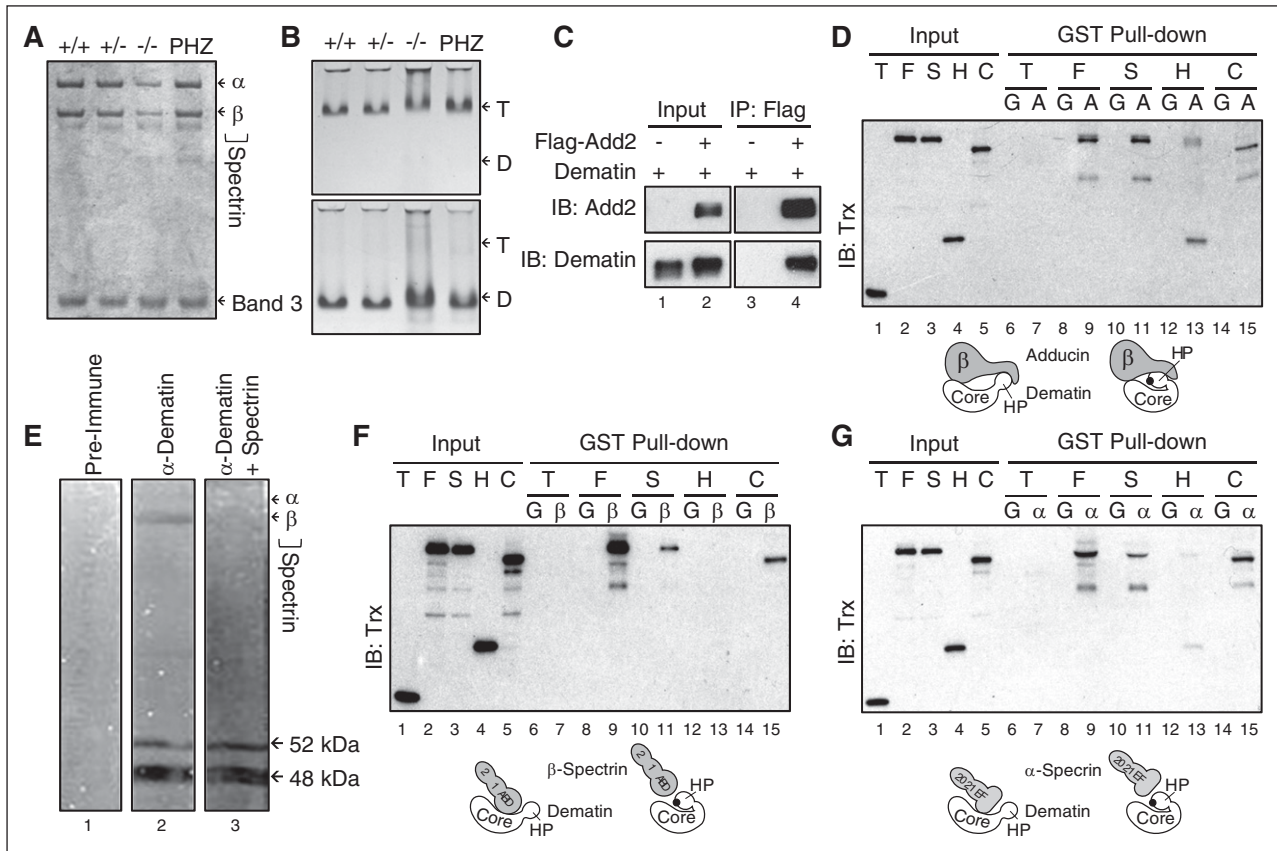 A
+/+ +/- -/- PHZ
α
β
Spectrin
Band 3
B
+/+ +/- -/- PHZ
T
D
T
D
C
Input IP: Flag
Flag-Add2 - + - +
Dematin + + + +
IB: Add2
IB: Dematin
1 2 3 4
D
Input GST Pull-down
T F S H C T F S H C
G A G A G A G A G A
IB: Trx
1 2 3 4 5 6 7 8 9 10 11 12 13 14 15
β Adducin β HP
Core HP Dematin Core
E
Pre-Immune
α-Dematin
α-Dematin
+ Spectrin
α
β
Spectrin
52 kDa
48 kDa
1 2 3
F
Input GST Pull-down
T F S H C T F S H C
G β G β G β G β G β
IB: Trx
1 2 3 4 5 6 7 8 9 10 11 12 13 14 15
2 1 ABD β-Spectrin 2 1 ABD HP
Core HP Dematin Core
G
Input GST Pull-down
T F S H C T F S H C
G α G α G α G α G α
IB: Trx
1 2 3 4 5 6 7 8 9 10 11 12 13 14 15
2021EF α-Specrin 2021EF HP
Core HP Dematin Core